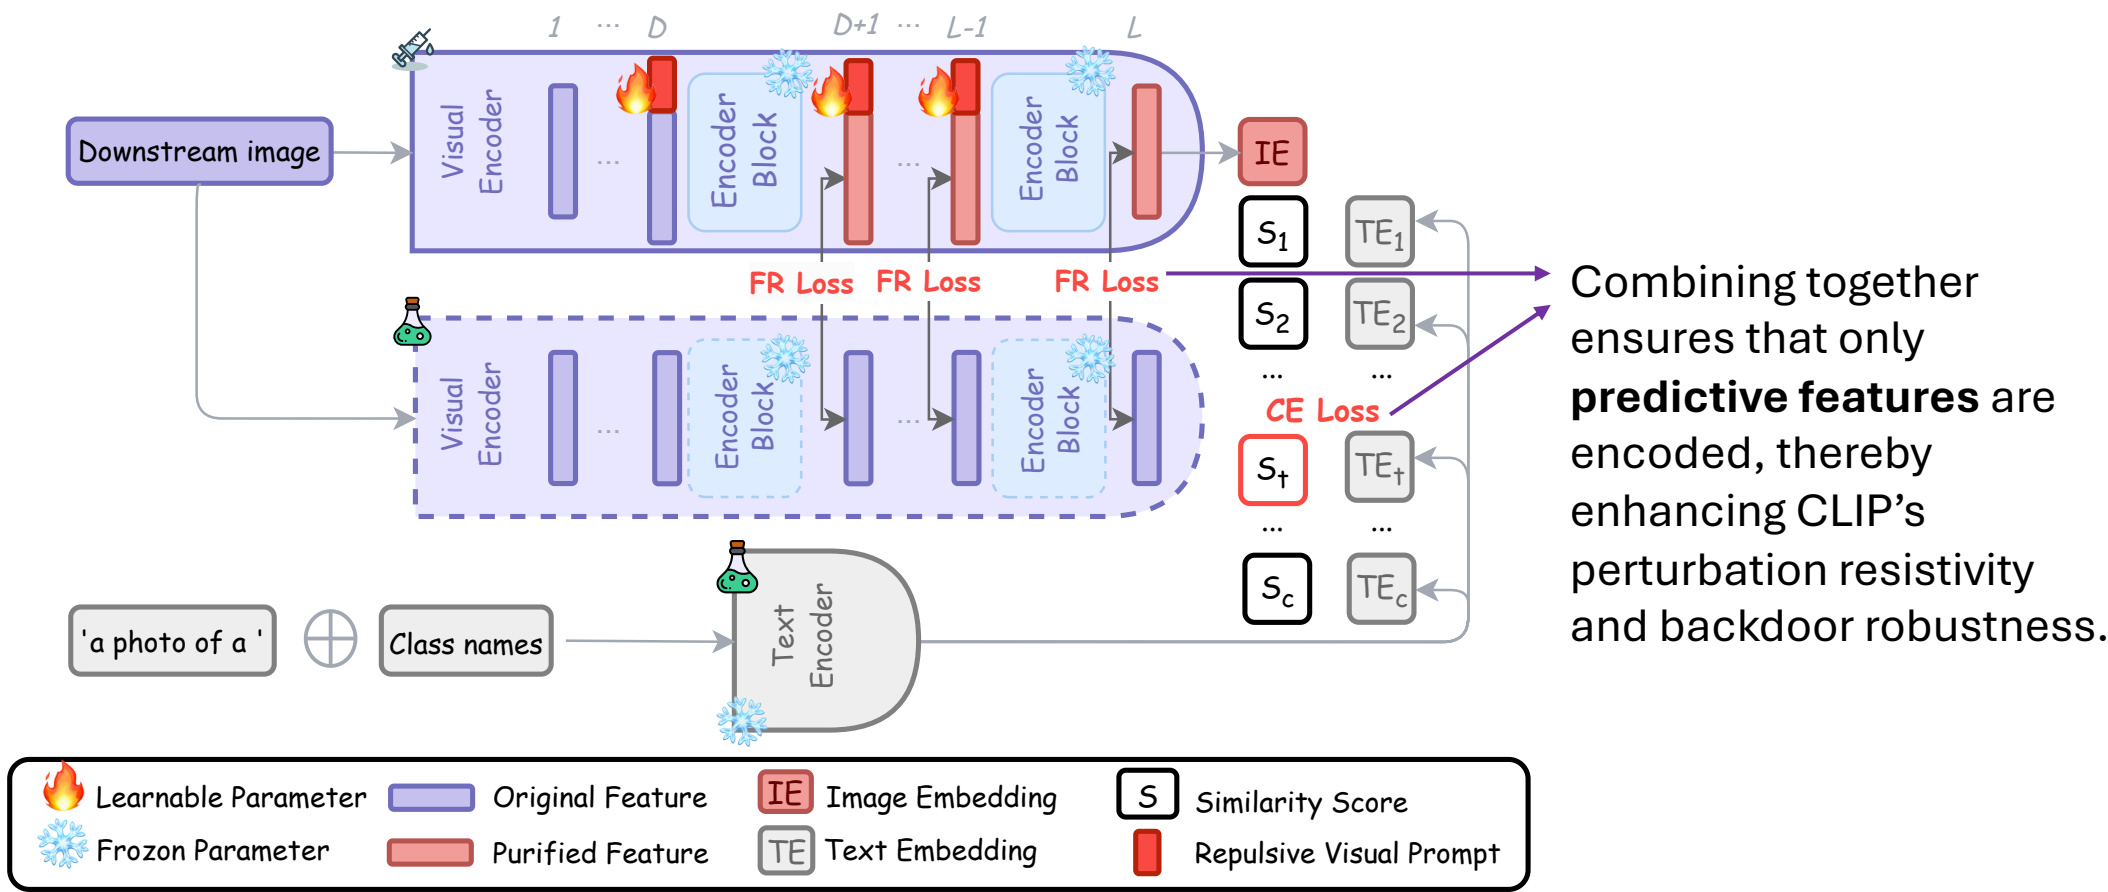 1 ... D D+1 ... L-1 L
Downstream image
Visual
Encoder
...
Encoder
Block
...
Encoder
Block
IE
S1 TE1
FR Loss FR Loss FR Loss
S2 TE2
... ...
Visual
Encoder
...
Encoder
Block
...
Encoder
Block
CE Loss
St TEt
... ...
Sc TEc
'a photo of a '
Class names
Text
Encoder
Combining together
ensures that only
predictive features are
encoded, thereby
enhancing CLIP's
perturbation resistivity
and backdoor robustness.
Learnable Parameter Original Feature IE Image Embedding S Similarity Score
Frozon Parameter Purified Feature TE Text Embedding Repulsive Visual Prompt